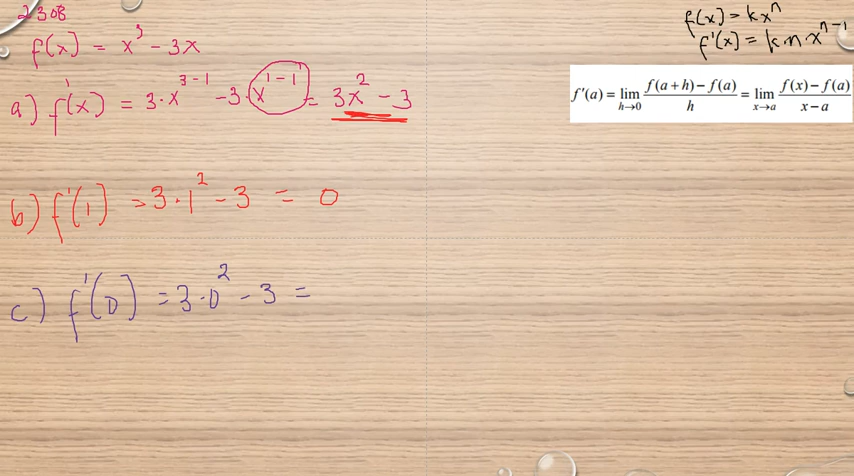 2308
f(x) = x³ - 3x
a) f'(x) = 3·x³⁻¹ - 3·x¹⁻¹ = 3x² - 3
b) f'(1) = 3·1² - 3 = 0
c) f'(0) = 3·0² - 3 =
f(x) = kxⁿ
f'(x) = k n xⁿ⁻¹
f'(a) = lim h→0 f(a+h) − f(a) / h = lim x→a f(x) − f(a) / x − a